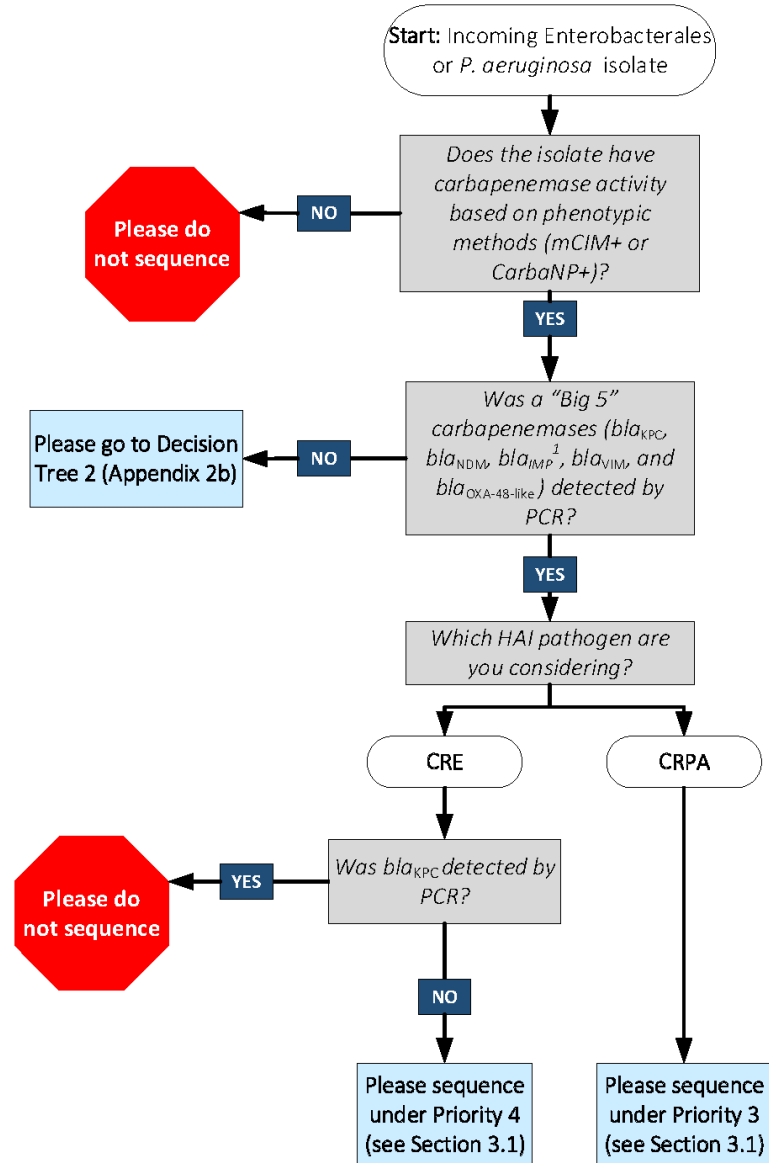 Start: Incoming Enterobacterales
or P. aeruginosa isolate
Does the isolate have
carbapenemase activity
based on phenotypic
methods (mCIM+ or
CarbaNP+)?
NO
Please do
not sequence
YES
Was a “Big 5”
carbapenemases (blaKPC,
blaNDM, blaIMP1, blaVIM, and
blaOXA-48-like) detected by
PCR?
NO
Please go to Decision
Tree 2 (Appendix 2b)
YES
Which HAI pathogen are
you considering?
CRE
CRPA
Was blaKPC detected by
PCR?
YES
Please do
not sequence
NO
Please sequence
under Priority 4
(see Section 3.1)
Please sequence
under Priority 3
(see Section 3.1)